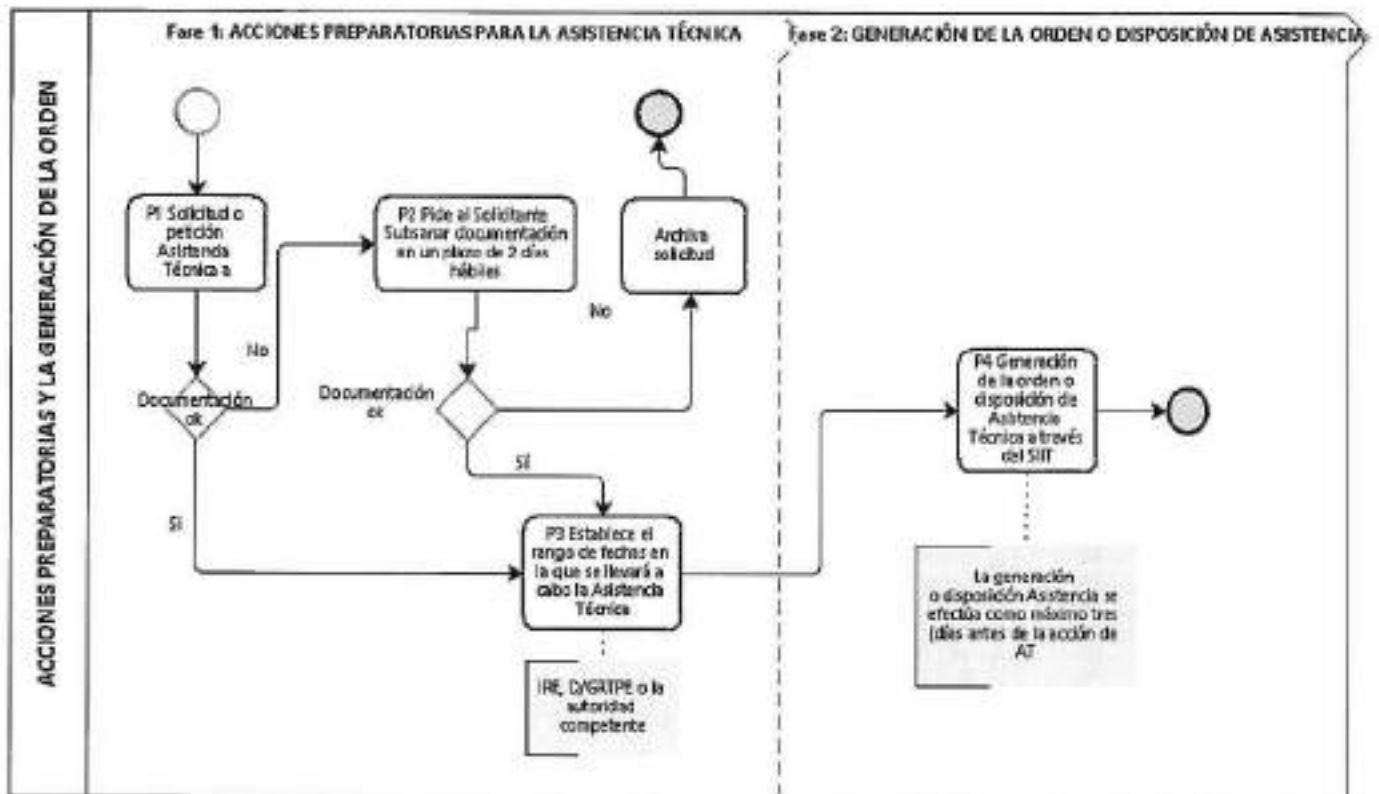 Fase 1: ACCIONES PREPARATORIAS PARA LA ASISTENCIA TÉCNICA
Fase 2: GENERACIÓN DE LA ORDEN O DISPOSICIÓN DE ASISTENCIA
ACCIONES PREPARATORIAS Y LA GENERACIÓN DE LA ORDEN
P1 Solicitud o
petición
Asistencia
Técnica a
P2 Pide al Solicitante
Subsanar documentación
en un plazo de 2 días
hábiles
Archiva
solicitud
No
No
Documentación
ok
Documentación
ok
P4 Generación
de la orden o
disposición de
Asistencia
Técnica a través
del SIIT
SÍ
SÍ
P3 Establece el
rango de fechas en
la que se llevará a
cabo la Asistencia
Técnica
La generación
o disposición Asistencia se
efectúa como máximo tres
(días antes de la acción de
AT
IRE, D/GRTPE o la
autoridad
competente